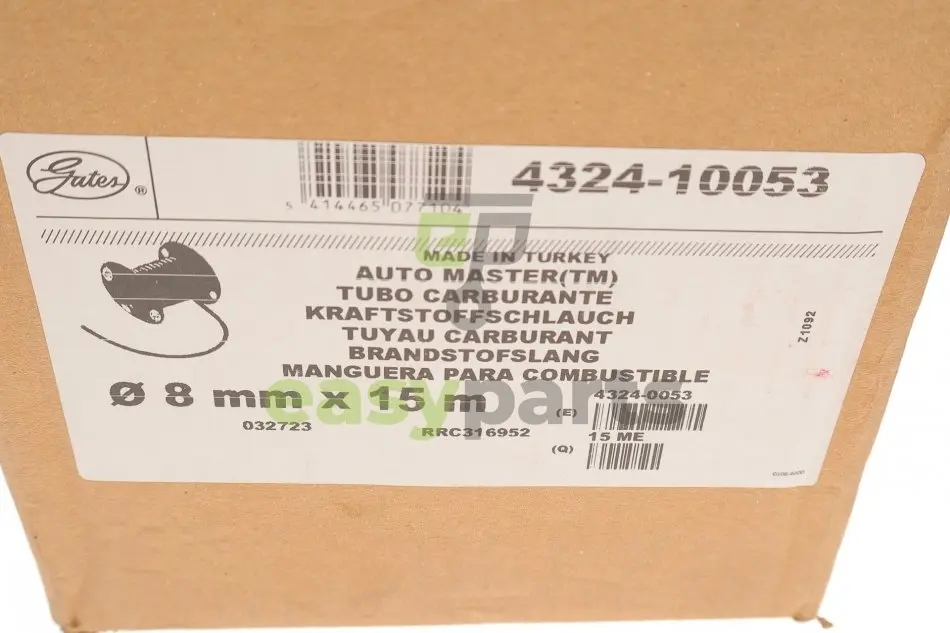 Gates ®
5 414465 077104
4324-10053
MADE IN TURKEY
AUTO MASTER(TM)
TUBO CARBURANTE
KRAFTSTOFFSCHLAUCH
TUYAU CARBURANT
BRANDSTOFSLANG
MANGUERA PARA COMBUSTIBLE
Ø 8 mm x 15 m
easyparts
4324-0053
(E)
032723
RRC316952
15 ME
(Q)
Z1092